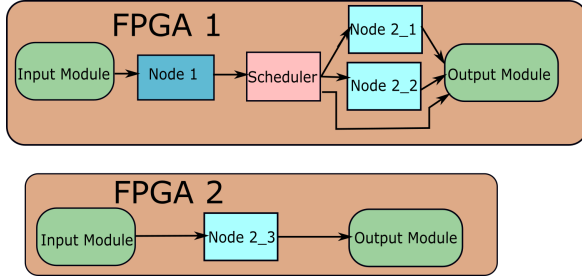 FPGA 1
Input Module
Node 1
Scheduler
Node 2_1
Node 2_2
Output Module
FPGA 2
Input Module
Node 2_3
Output Module